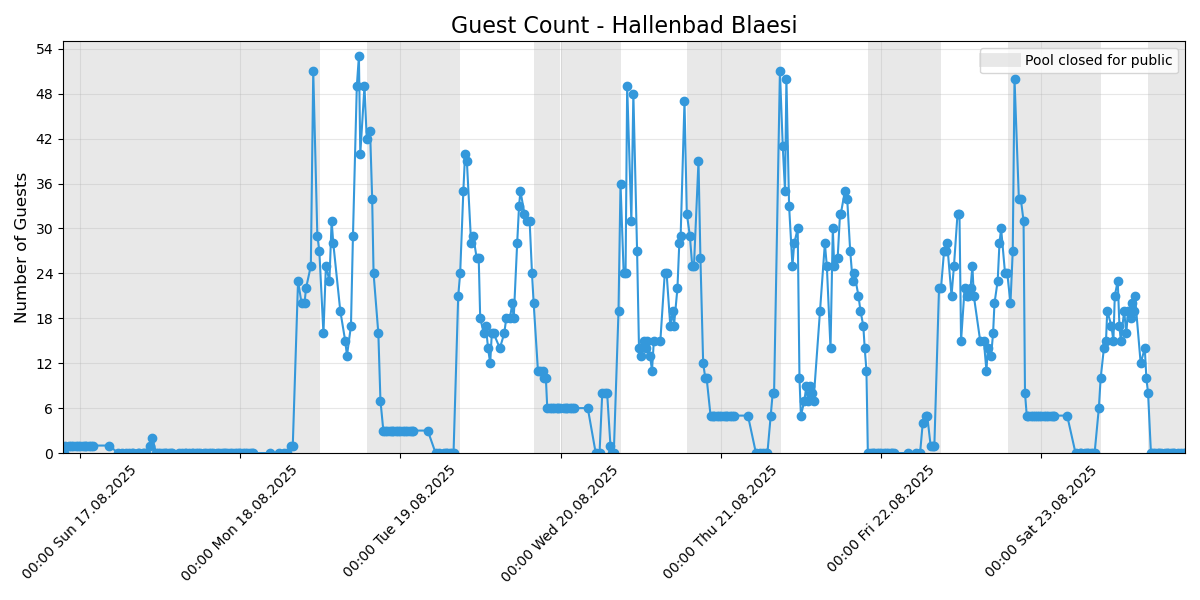 Guest Count - Hallenbad Blaesi
Pool closed for public
Number of Guests
54
48
42
36
30
24
18
12
6
0
00:00 Sun 17.08.2025
00:00 Mon 18.08.2025
00:00 Tue 19.08.2025
00:00 Wed 20.08.2025
00:00 Thu 21.08.2025
00:00 Fri 22.08.2025
00:00 Sat 23.08.2025